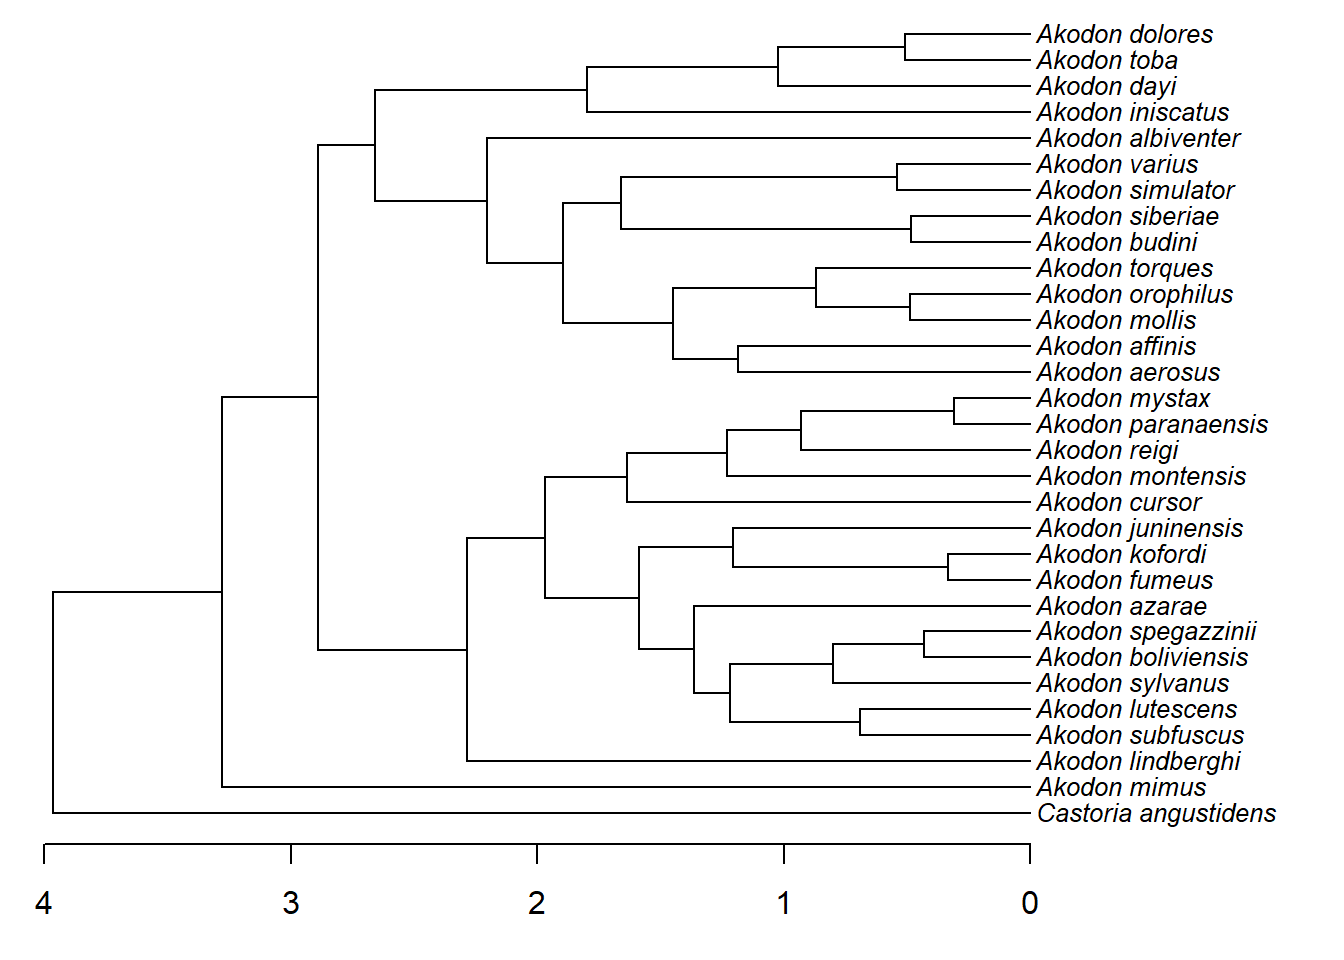 Akodon dolores
Akodon toba
Akodon dayi
Akodon iniscatus
Akodon albiventer
Akodon varius
Akodon simulator
Akodon siberiae
Akodon budini
Akodon torques
Akodon orophilus
Akodon mollis
Akodon affinis
Akodon aerosus
Akodon mystax
Akodon paranaensis
Akodon reigi
Akodon montensis
Akodon cursor
Akodon juninensis
Akodon kofordi
Akodon fumeus
Akodon azarae
Akodon spegazzinii
Akodon boliviensis
Akodon sylvanus
Akodon lutescens
Akodon subfuscus
Akodon lindberghi
Akodon mimus
Castoria angustidens
4 3 2 1 0